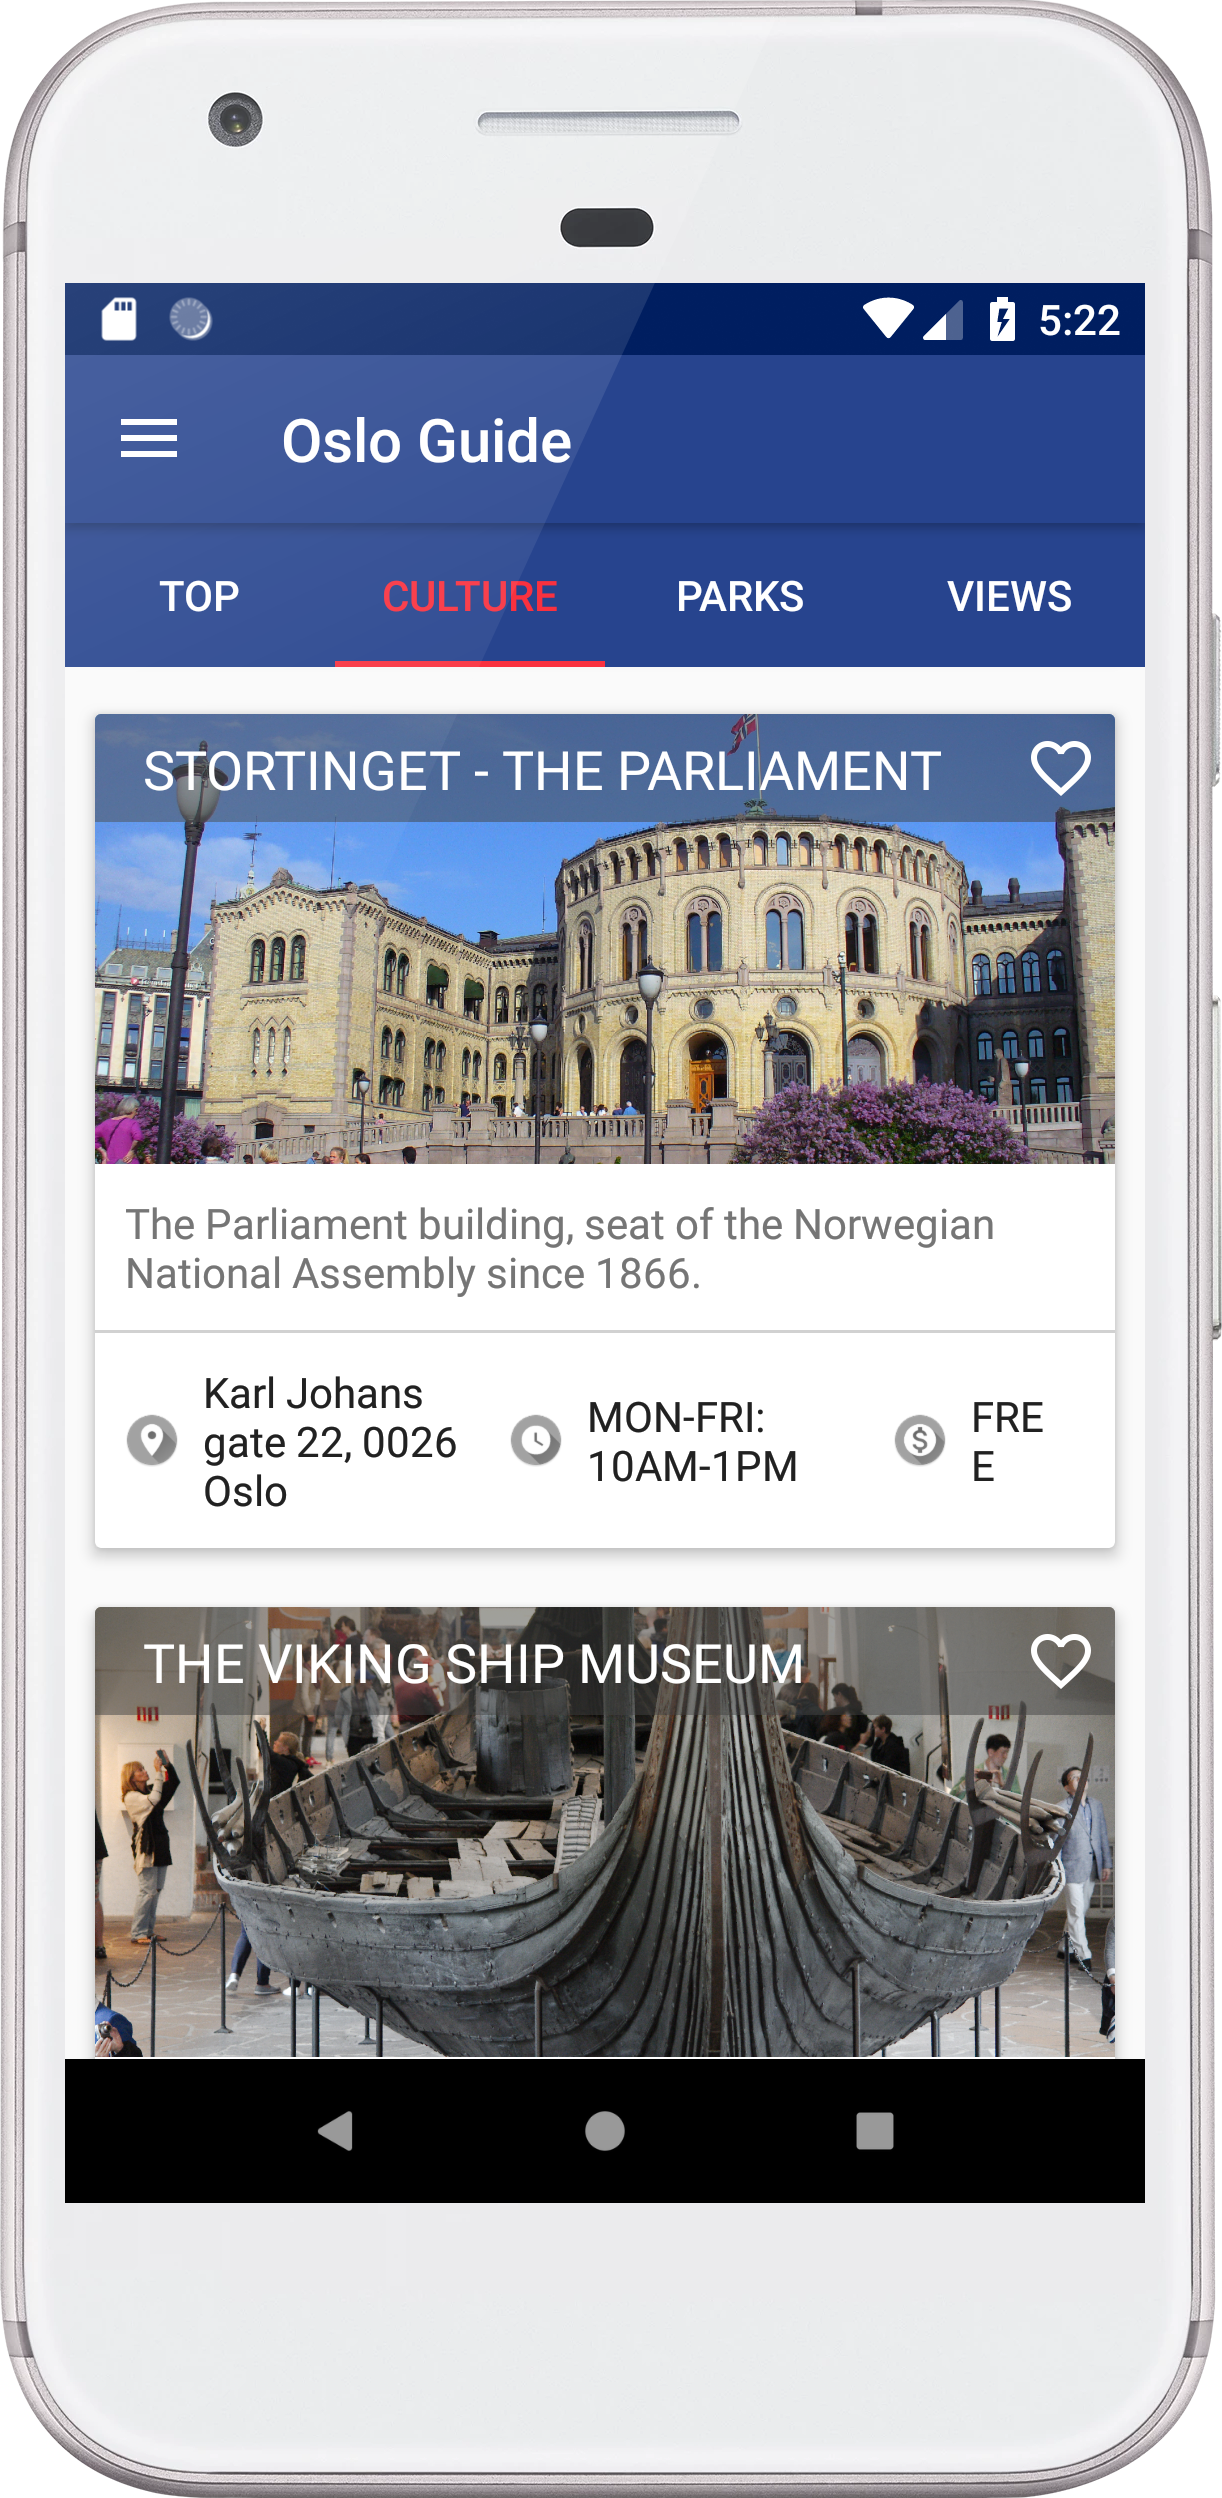 5:22
Oslo Guide
TOP CULTURE PARKS VIEWS
STORTINGET - THE PARLIAMENT
The Parliament building, seat of the Norwegian
National Assembly since 1866.
Karl Johans
gate 22, 0026
Oslo
MON-FRI:
10AM-1PM
FRE
E
THE VIKING SHIP MUSEUM